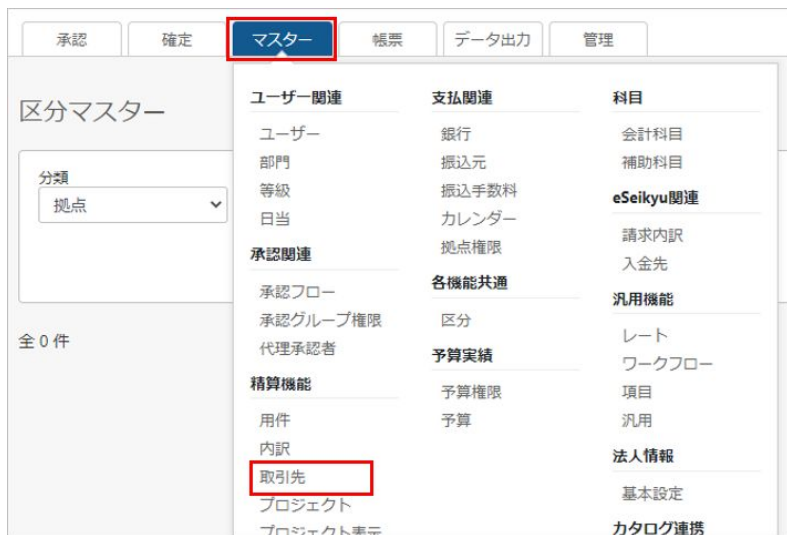 承認
確定
マスター
帳票
データ出力
管理
区分マスター
分類
拠点
全 0 件
ユーザー関連
ユーザー
部門
等級
日当
承認関連
承認フロー
承認グループ権限
代理承認者
精算機能
用件
内訳
取引先
プロジェクト
プロジェクト表示
支払関連
銀行
振込元
振込手数料
カレンダー
拠点権限
各機能共通
区分
予算実績
予算権限
予算
科目
会計科目
補助科目
eSeikyu関連
請求内訳
入金先
汎用機能
レート
ワークフロー
項目
汎用
法人情報
基本設定
カタログ連携